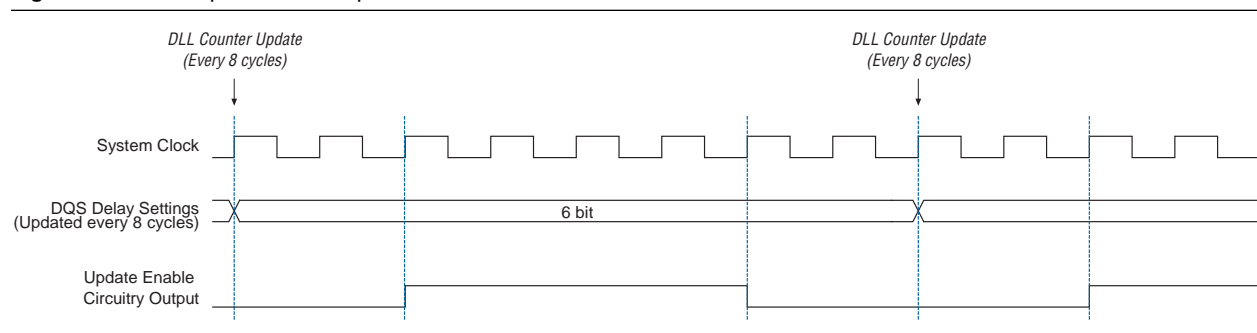 DLL Counter Update
(Every 8 cycles)
DLL Counter Update
(Every 8 cycles)
System Clock
DQS Delay Settings
(Updated every 8 cycles)
6 bit
Update Enable
Circuitry Output